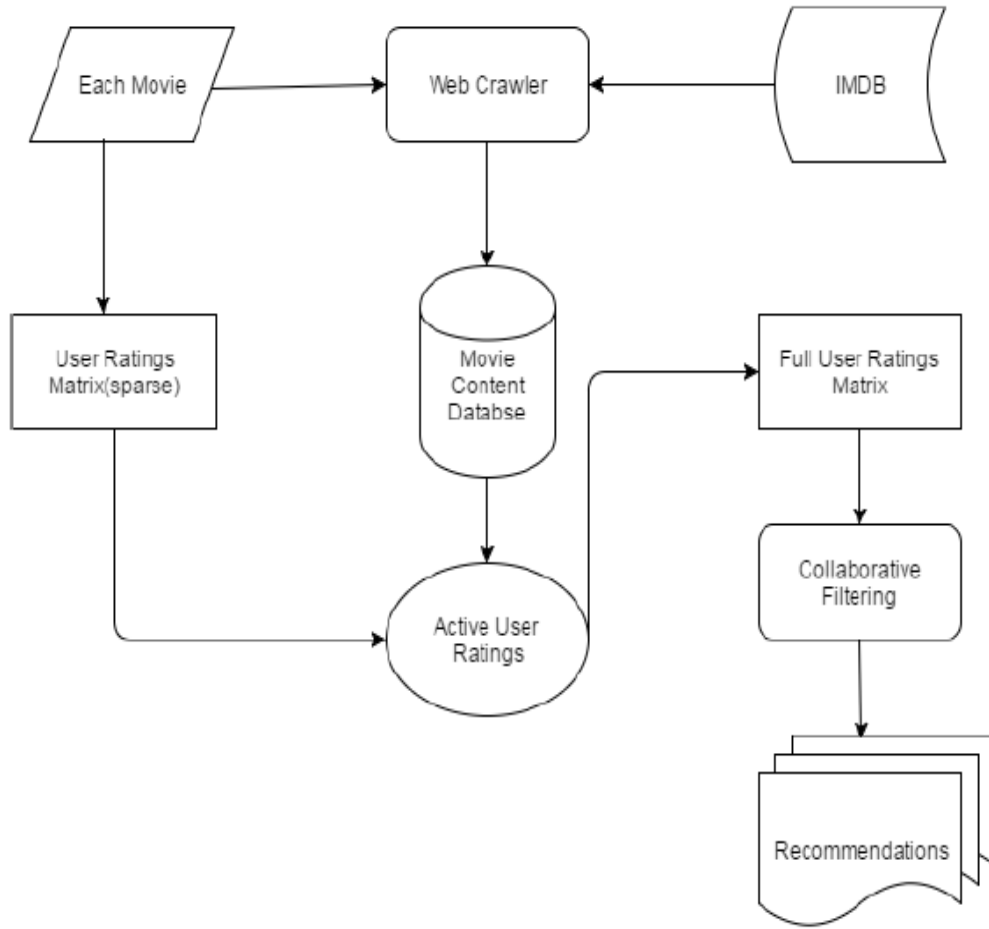 Each Movie
Web Crawler
IMDB
User Ratings
Matrix(sparse)
Movie
Content
Databse
Full User Ratings
Matrix
Active User
Ratings
Collaborative
Filtering
Recommendations